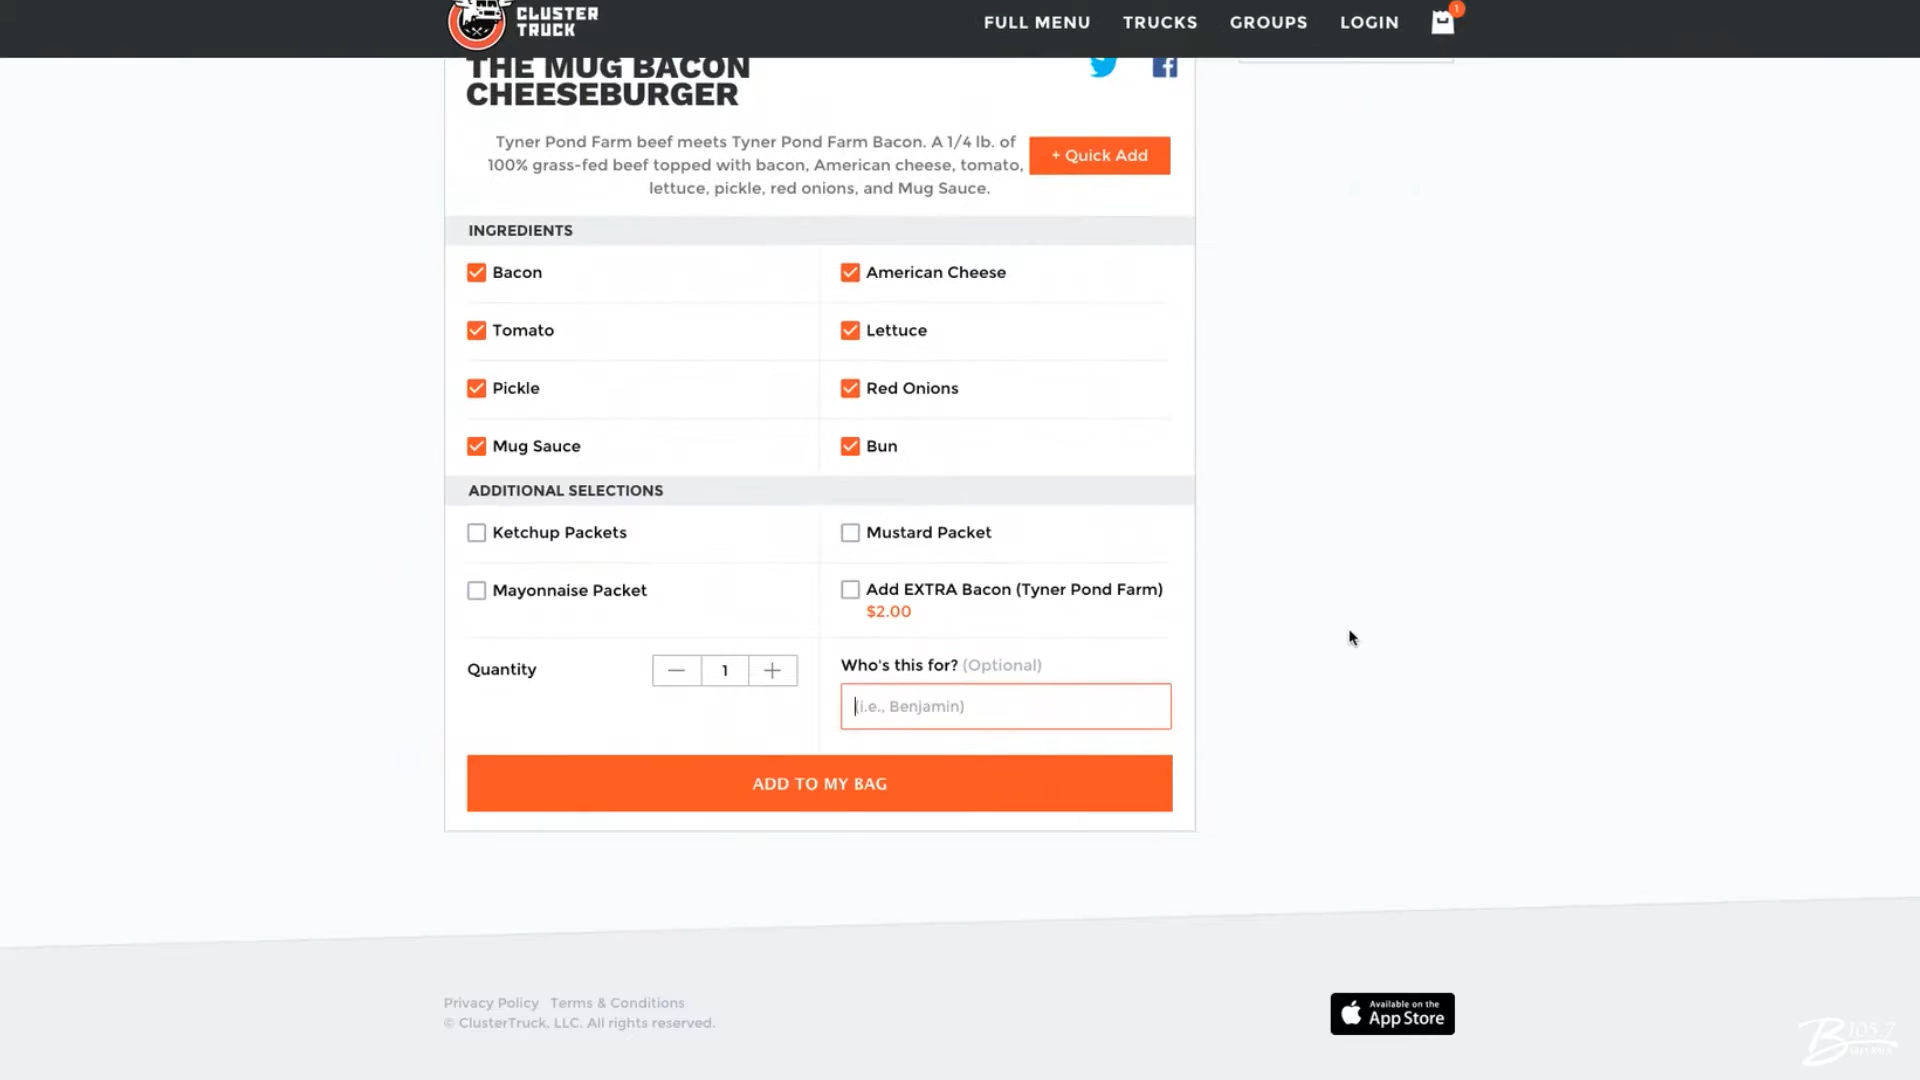 CLUSTER
TRUCK
FULL MENU TRUCKS GROUPS LOGIN 1
THE MUG BACON
CHEESEBURGER
Tyner Pond Farm beef meets Tyner Pond Farm Bacon. A 1/4 lb. of
100% grass-fed beef topped with bacon, American cheese, tomato,
lettuce, pickle, red onions, and Mug Sauce.
+ Quick Add
INGREDIENTS
Bacon
American Cheese
Tomato
Lettuce
Pickle
Red Onions
Mug Sauce
Bun
ADDITIONAL SELECTIONS
Ketchup Packets
Mustard Packet
Mayonnaise Packet
Add EXTRA Bacon (Tyner Pond Farm)
$2.00
Quantity
1
Who's this for? (Optional)
(i.e., Benjamin)
ADD TO MY BAG
Privacy Policy Terms & Conditions
© ClusterTruck, LLC. All rights reserved.
Available on the
App Store
B105.7